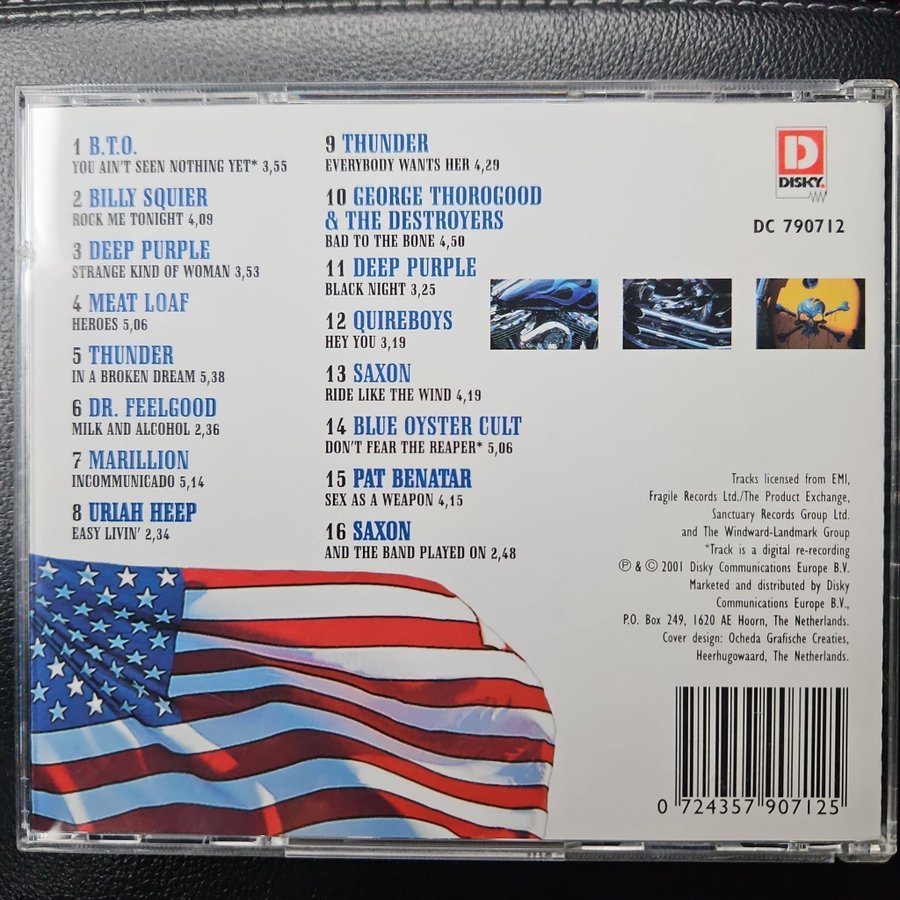 1 B.T.O.
YOU AIN'T SEEN NOTHING YET* 3,55
2 BILLY SQUIER
ROCK ME TONIGHT 4,09
3 DEEP PURPLE
STRANGE KIND OF WOMAN 3,53
4 MEAT LOAF
HEROES 5,06
5 THUNDER
IN A BROKEN DREAM 5,38
6 DR. FEELGOOD
MILK AND ALCOHOL 2,36
7 MARILLION
INCOMMUNICADO 5,14
8 URIAH HEEP
EASY LIVIN' 2,34
9 THUNDER
EVERYBODY WANTS HER 4,29
10 GEORGE THOROGOOD
& THE DESTROYERS
BAD TO THE BONE 4,50
11 DEEP PURPLE
BLACK NIGHT 3,25
12 QUIREBOYS
HEY YOU 3,19
13 SAXON
RIDE LIKE THE WIND 4,19
14 BLUE OYSTER CULT
DON'T FEAR THE REAPER* 5,06
15 PAT BENATAR
SEX AS A WEAPON 4,15
16 SAXON
AND THE BAND PLAYED ON 2,48
D
DISKY®
DC 790712
Tracks licensed from EMI,
Fragile Records Ltd./The Product Exchange,
Sanctuary Records Group Ltd.
and The Windward-Landmark Group
*Track is a digital re-recording
℗ & © 2001 Disky Communications Europe B.V.
Marketed and distributed by Disky
Communications Europe B.V.,
P.O. Box 249, 1620 AE Hoorn, The Netherlands.
Cover design: Ocheda Grafische Creaties,
Heerhugowaard, The Netherlands.
0 724357 907125